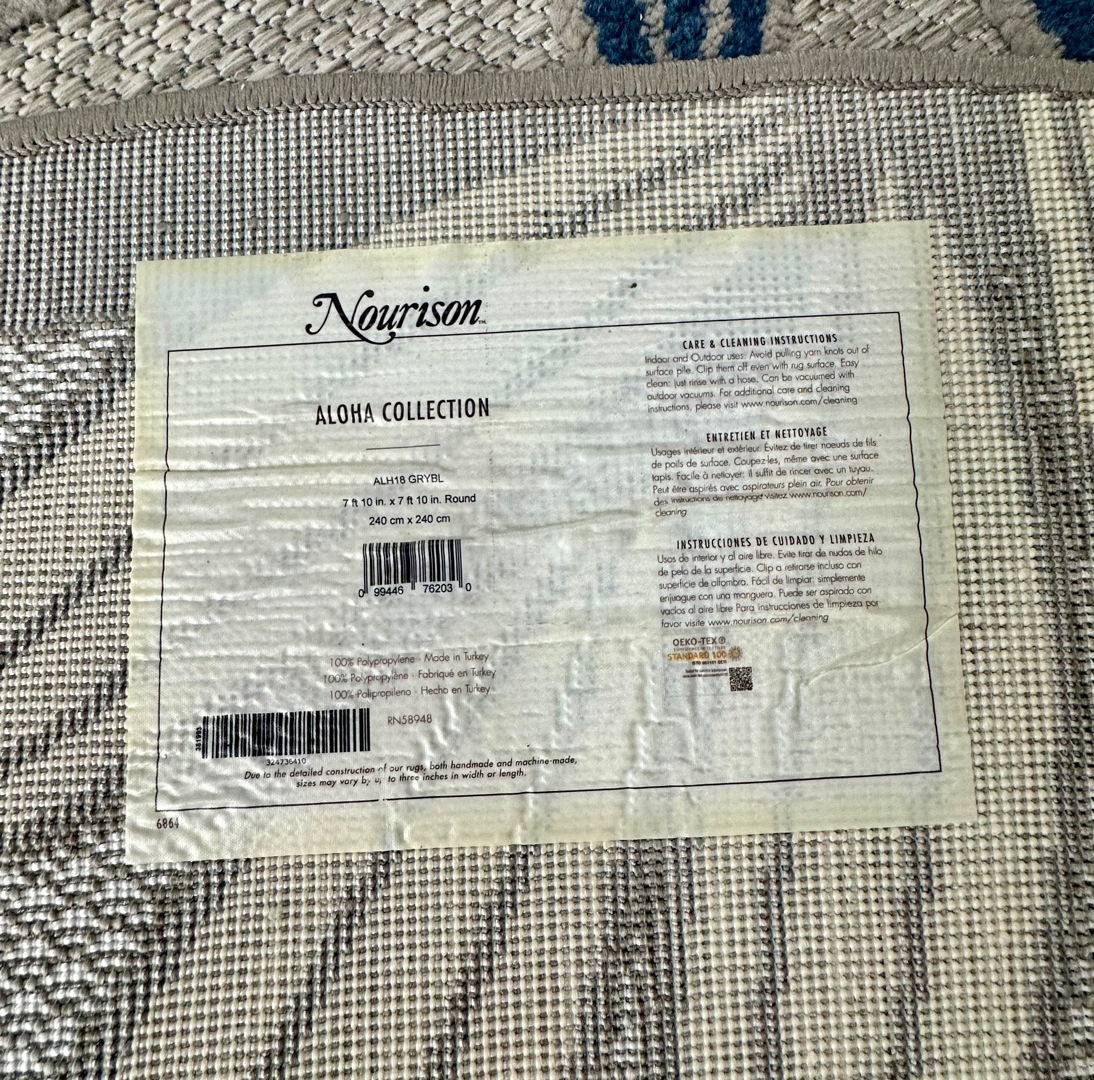 Nourison™
ALOHA COLLECTION
ALH18 GRYBL
7 ft 10 in. x 7 ft 10 in. Round
240 cm x 240 cm
0 99446 76203 0
100% Polypropylene · Made in Turkey
100% Polypropylène · Fabriqué en Turkey
100% Polipropileno · Hecho en Turkey
RN58948
324736410
Due to the detailed construction of our rugs, both handmade and machine-made,
sizes may vary by up to three inches in width or length.
6864
CARE & CLEANING INSTRUCTIONS
Indoor and Outdoor uses. Avoid pulling yarn knots out of
surface pile. Clip them off even with rug surface. Easy
clean: just rinse with a hose. Can be vacuumed with
outdoor vacuums. For additional care and cleaning
instructions, please visit www.nourison.com/cleaning
ENTRETIEN ET NETTOYAGE
Usages intérieur et extérieur. Évitez de tirer noeuds de fils
de poils de surface. Coupez-les, même avec une surface
tapis. Facile à nettoyer: il suffit de rincer avec un tuyau.
Peut être aspirés avec aspirateurs plein air. Pour obtenir
des instructions de nettoyage visitez www.nourison.com/
cleaning
INSTRUCCIONES DE CUIDADO Y LIMPIEZA
Usos de interior y al aire libre. Evite tirar de nudos de hilo
de pelo de la superficie. Clip a retirarse incluso con
superficie de alfombra. Fácil de limpiar: simplemente
enjuague con una manguera. Puede ser aspirado con
vacíos al aire libre Para Instrucciones de limpieza por
favor visite www.nourison.com/cleaning
OEKO-TEX®
STANDARD 100